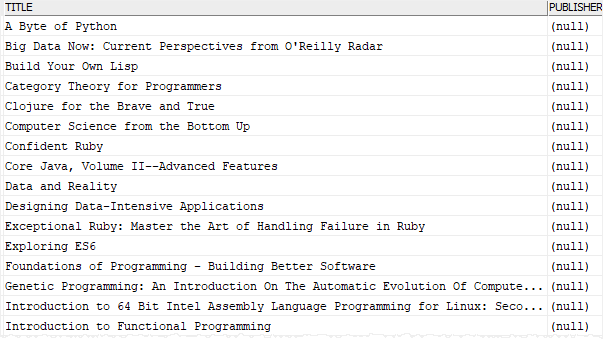 TITLE PUBLISHER
A Byte of Python (null)
Big Data Now: Current Perspectives from O'Reilly Radar (null)
Build Your Own Lisp (null)
Category Theory for Programmers (null)
Clojure for the Brave and True (null)
Computer Science from the Bottom Up (null)
Confident Ruby (null)
Core Java, Volume II--Advanced Features (null)
Data and Reality (null)
Designing Data-Intensive Applications (null)
Exceptional Ruby: Master the Art of Handling Failure in Ruby (null)
Exploring ES6 (null)
Foundations of Programming - Building Better Software (null)
Genetic Programming: An Introduction On The Automatic Evolution Of Compute... (null)
Introduction to 64 Bit Intel Assembly Language Programming for Linux: Seco... (null)
Introduction to Functional Programming (null)